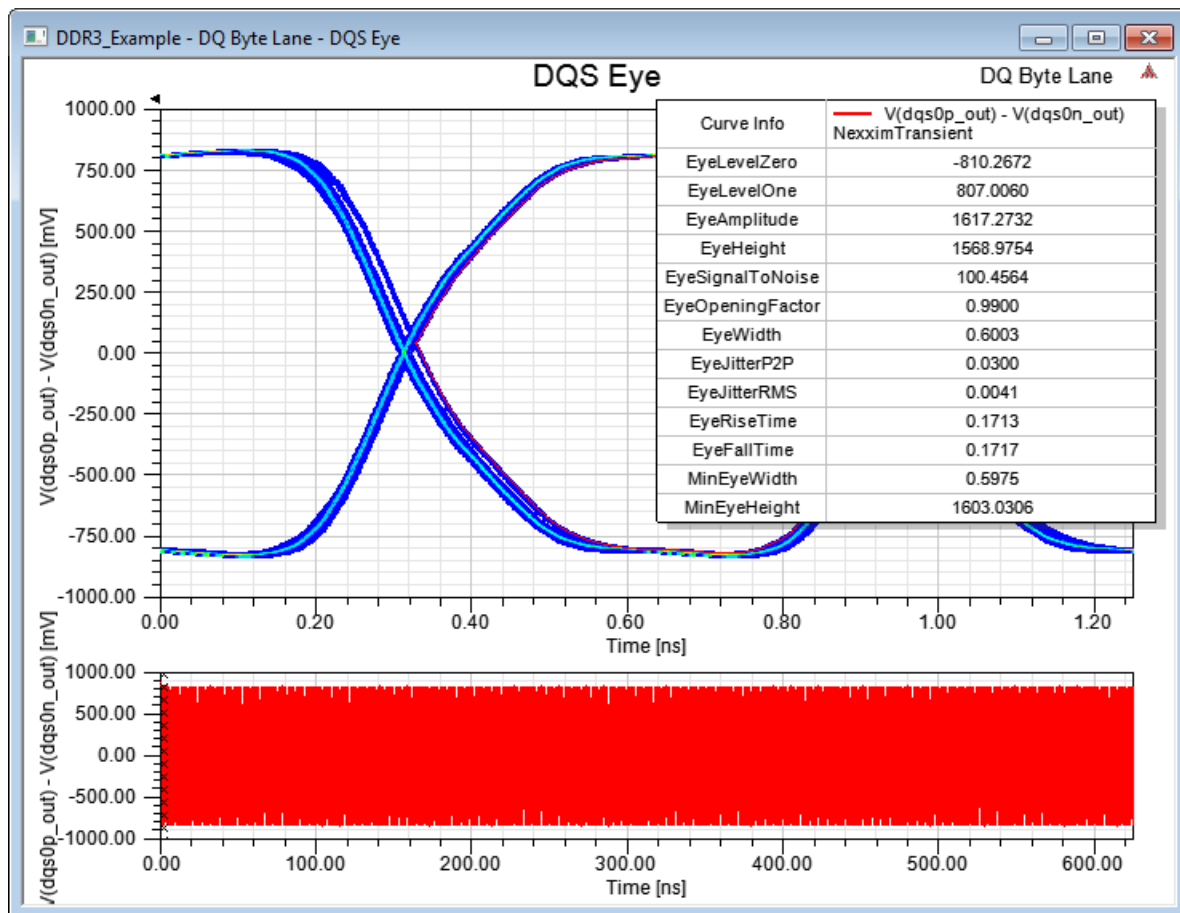 DDR3_Example - DQ Byte Lane - DQS Eye
DQS Eye
DQ Byte Lane
Curve Info
V(dqs0p_out) - V(dqs0n_out)
NexximTransient
EyeLevelZero -810.2672
EyeLevelOne 807.0060
EyeAmplitude 1617.2732
EyeHeight 1568.9754
EyeSignalToNoise 100.4564
EyeOpeningFactor 0.9900
EyeWidth 0.6003
EyeJitterP2P 0.0300
EyeJitterRMS 0.0041
EyeRiseTime 0.1713
EyeFallTime 0.1717
MinEyeWidth 0.5975
MinEyeHeight 1603.0306
V(dqs0p_out) - V(dqs0n_out) [mV]
1000.00
750.00
500.00
250.00
0.00
-250.00
-500.00
-750.00
-1000.00
0.00 0.20 0.40 0.60 0.80 1.00 1.20
Time [ns]
V(dqs0p_out) - V(dqs0n_out) [mV]
1000.00
500.00
0.00
-500.00
-1000.00
0.00 100.00 200.00 300.00 400.00 500.00 600.00
Time [ns]